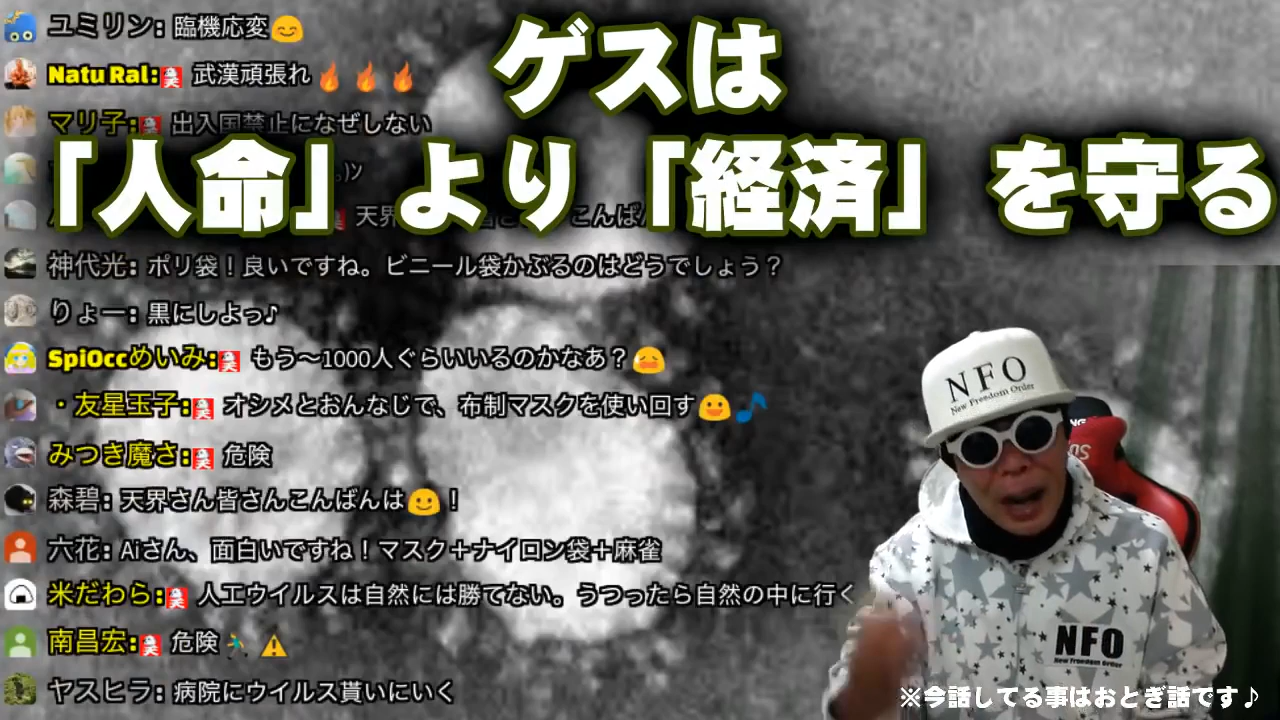 ゲスは
「人命」より「経済」を守る
ユミリン: 臨機応変😊
Natu Ral: 武漢頑張れ🔥🔥🔥
マリ子: 出入国禁止になぜしない
天界 こんばん
神代光: ポリ袋！良いですね。ビニール袋かぶるのはどうでしょう？
りょー: 黒にしよっ♪
SpiOccめいみ: もう〜1000人ぐらいいるのかなあ？😩
・友星玉子: オシメとおんなじで、布制マスクを使い回す😃🎵
みつき魔さ: 危険
森碧: 天界さん皆さんこんばんは🙂！
六花: Aiさん、面白いですね！マスク＋ナイロン袋＋麻雀
米だわら: 人工ウイルスは自然には勝てない。うつったら自然の中に行く
南昌宏: 危険🏃⚠
ヤスヒラ: 病院にウイルス貰いにいく
NFO
New Freedom Order
NFO
New Freedom Order
※今話してる事はおとぎ話です♪